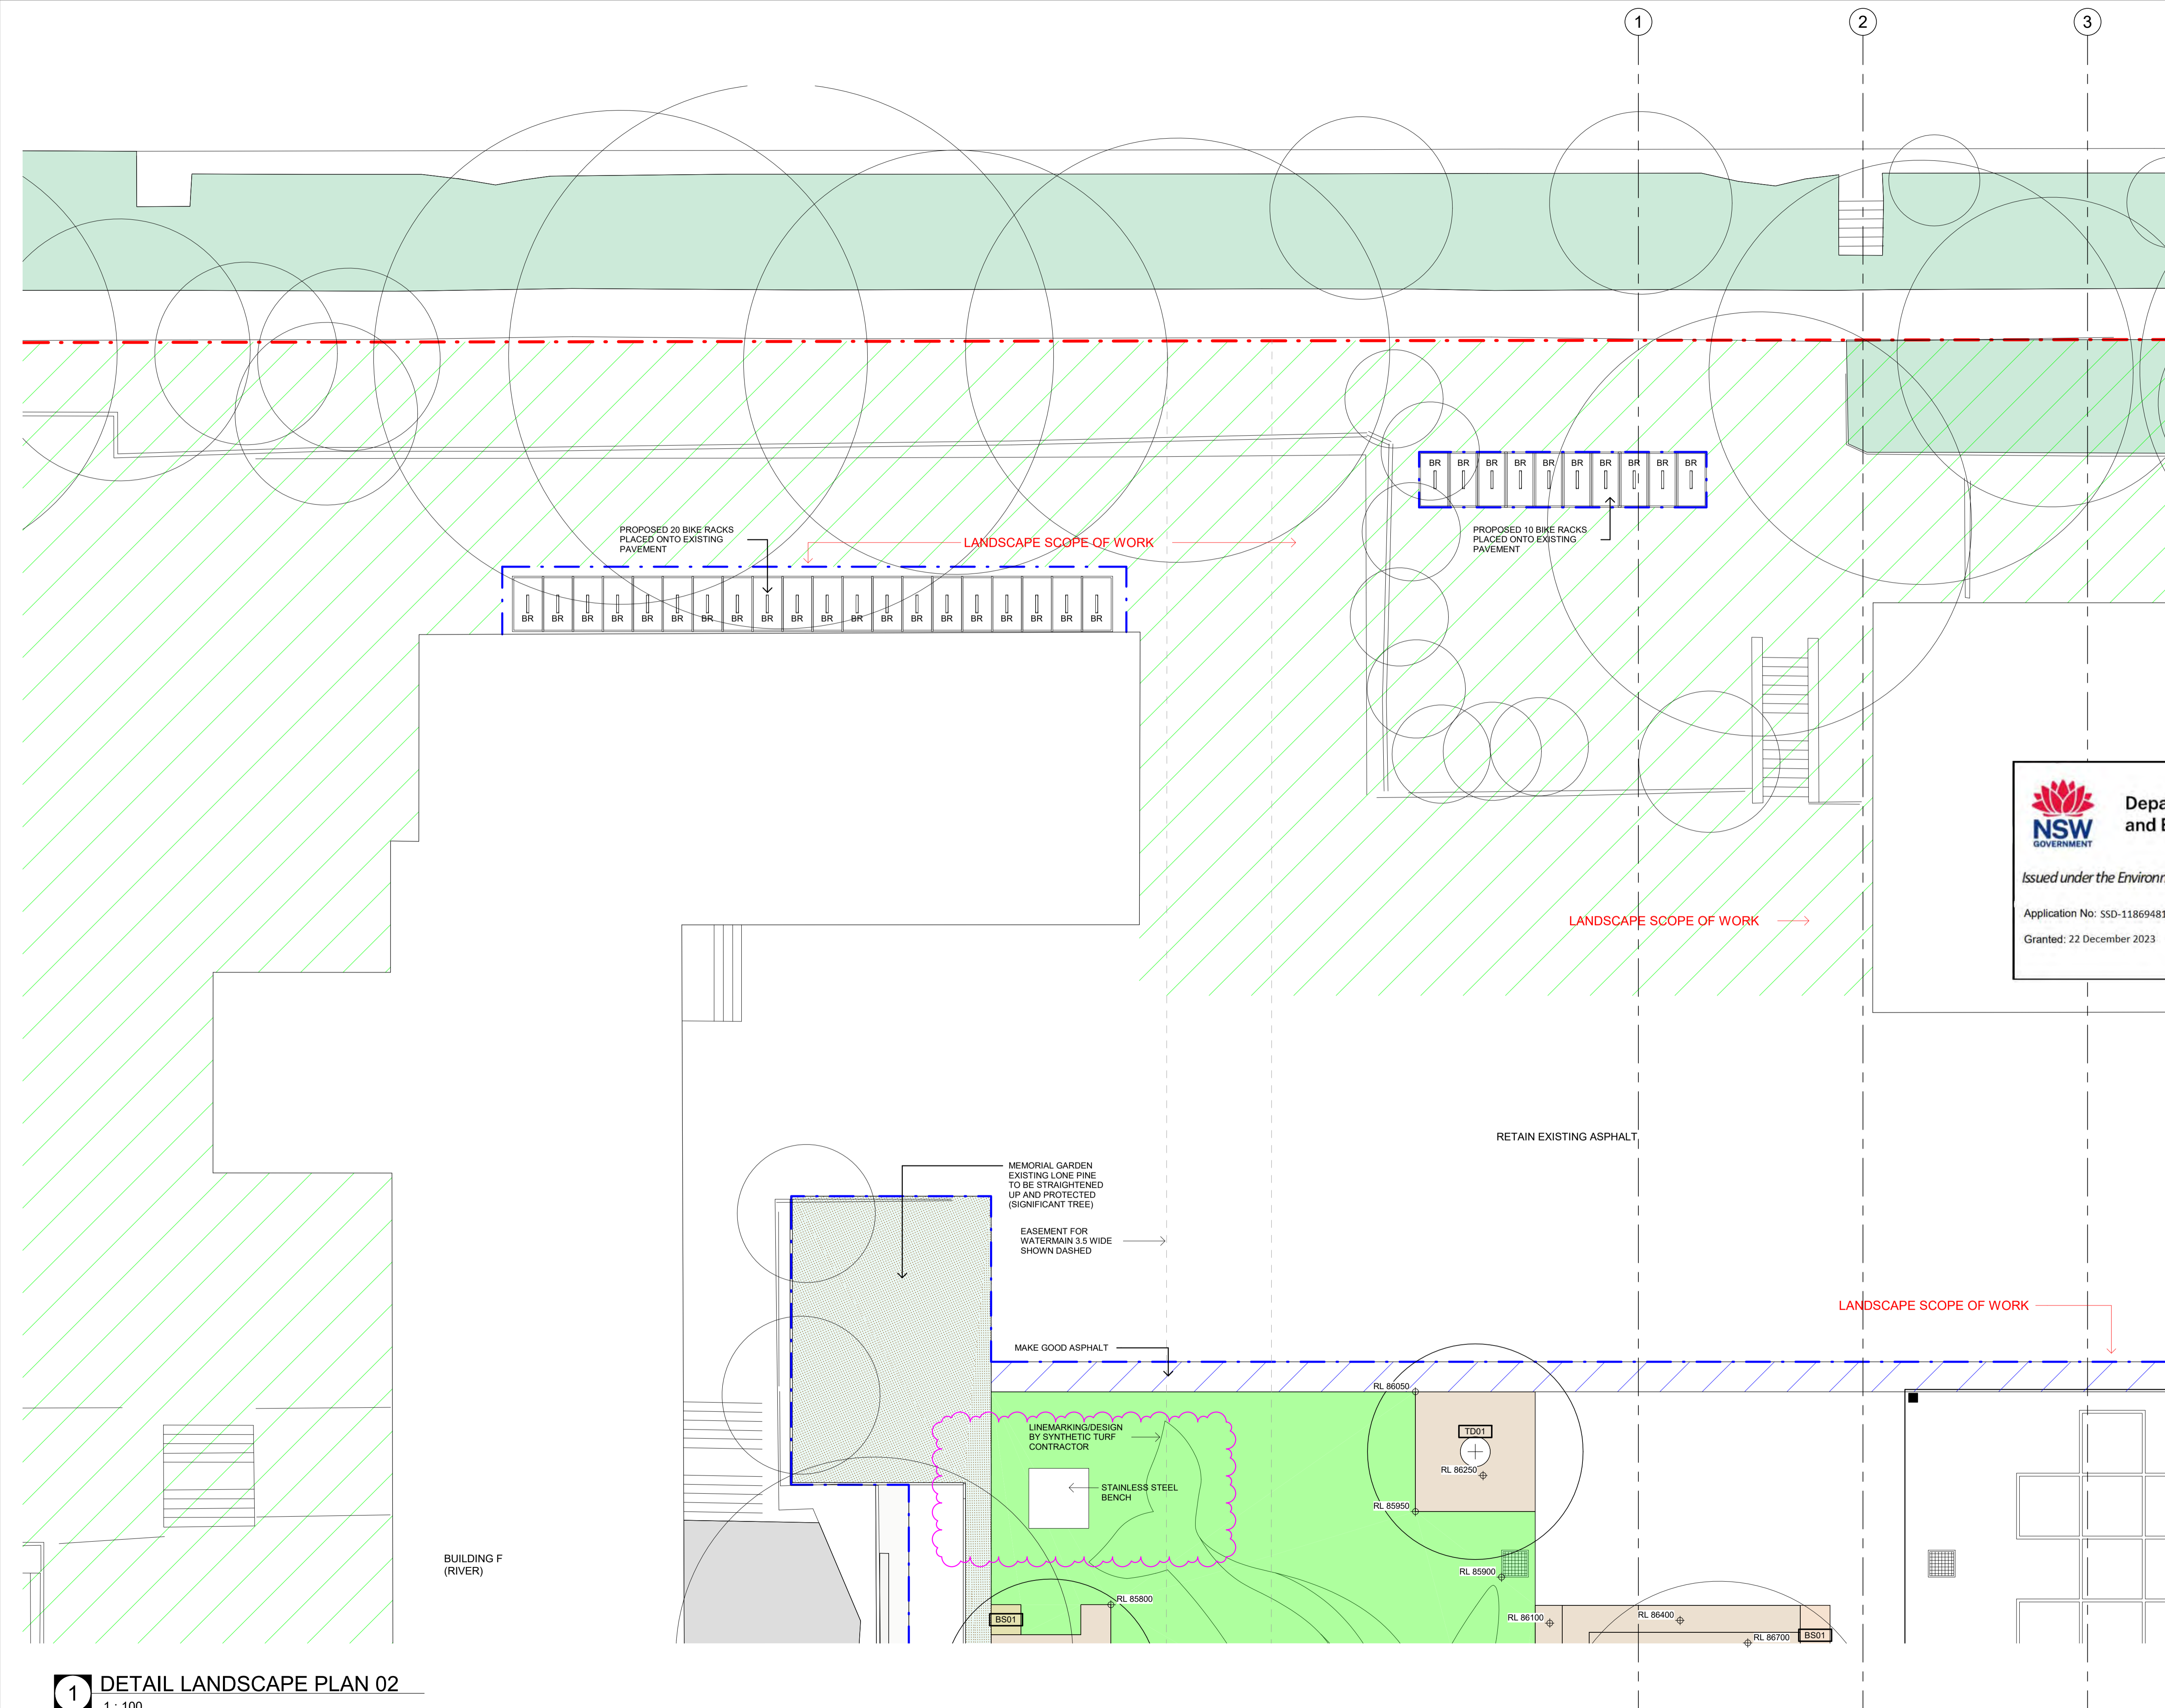 1
2
3
BR BR BR BR BR BR BR BR BR BR
PROPOSED 20 BIKE RACKS
PLACED ONTO EXISTING
PAVEMENT
LANDSCAPE SCOPE OF WORK
PROPOSED 10 BIKE RACKS
PLACED ONTO EXISTING
PAVEMENT
BR BR BR BR BR BR BR BR BR BR BR BR BR BR BR BR BR BR BR BR
NSW
GOVERNMENT
Depa
and E
Issued under the Environm
Application No: SSD-11869481
Granted: 22 December 2023
LANDSCAPE SCOPE OF WORK
RETAIN EXISTING ASPHALT
MEMORIAL GARDEN
EXISTING LONE PINE
TO BE STRAIGHTENED
UP AND PROTECTED
(SIGNIFICANT TREE)
EASEMENT FOR
WATERMAIN 3.5 WIDE
SHOWN DASHED
LANDSCAPE SCOPE OF WORK
MAKE GOOD ASPHALT
RL 86050
LINEMARKING/DESIGN
BY SYNTHETIC TURF
CONTRACTOR
TD01
RL 86250
STAINLESS STEEL
BENCH
RL 85950
BUILDING F
(RIVER)
RL 85900
RL 85800
BS01
RL 86100
RL 86400
RL 86700
BS01
1
DETAIL LANDSCAPE PLAN 02
1 : 100